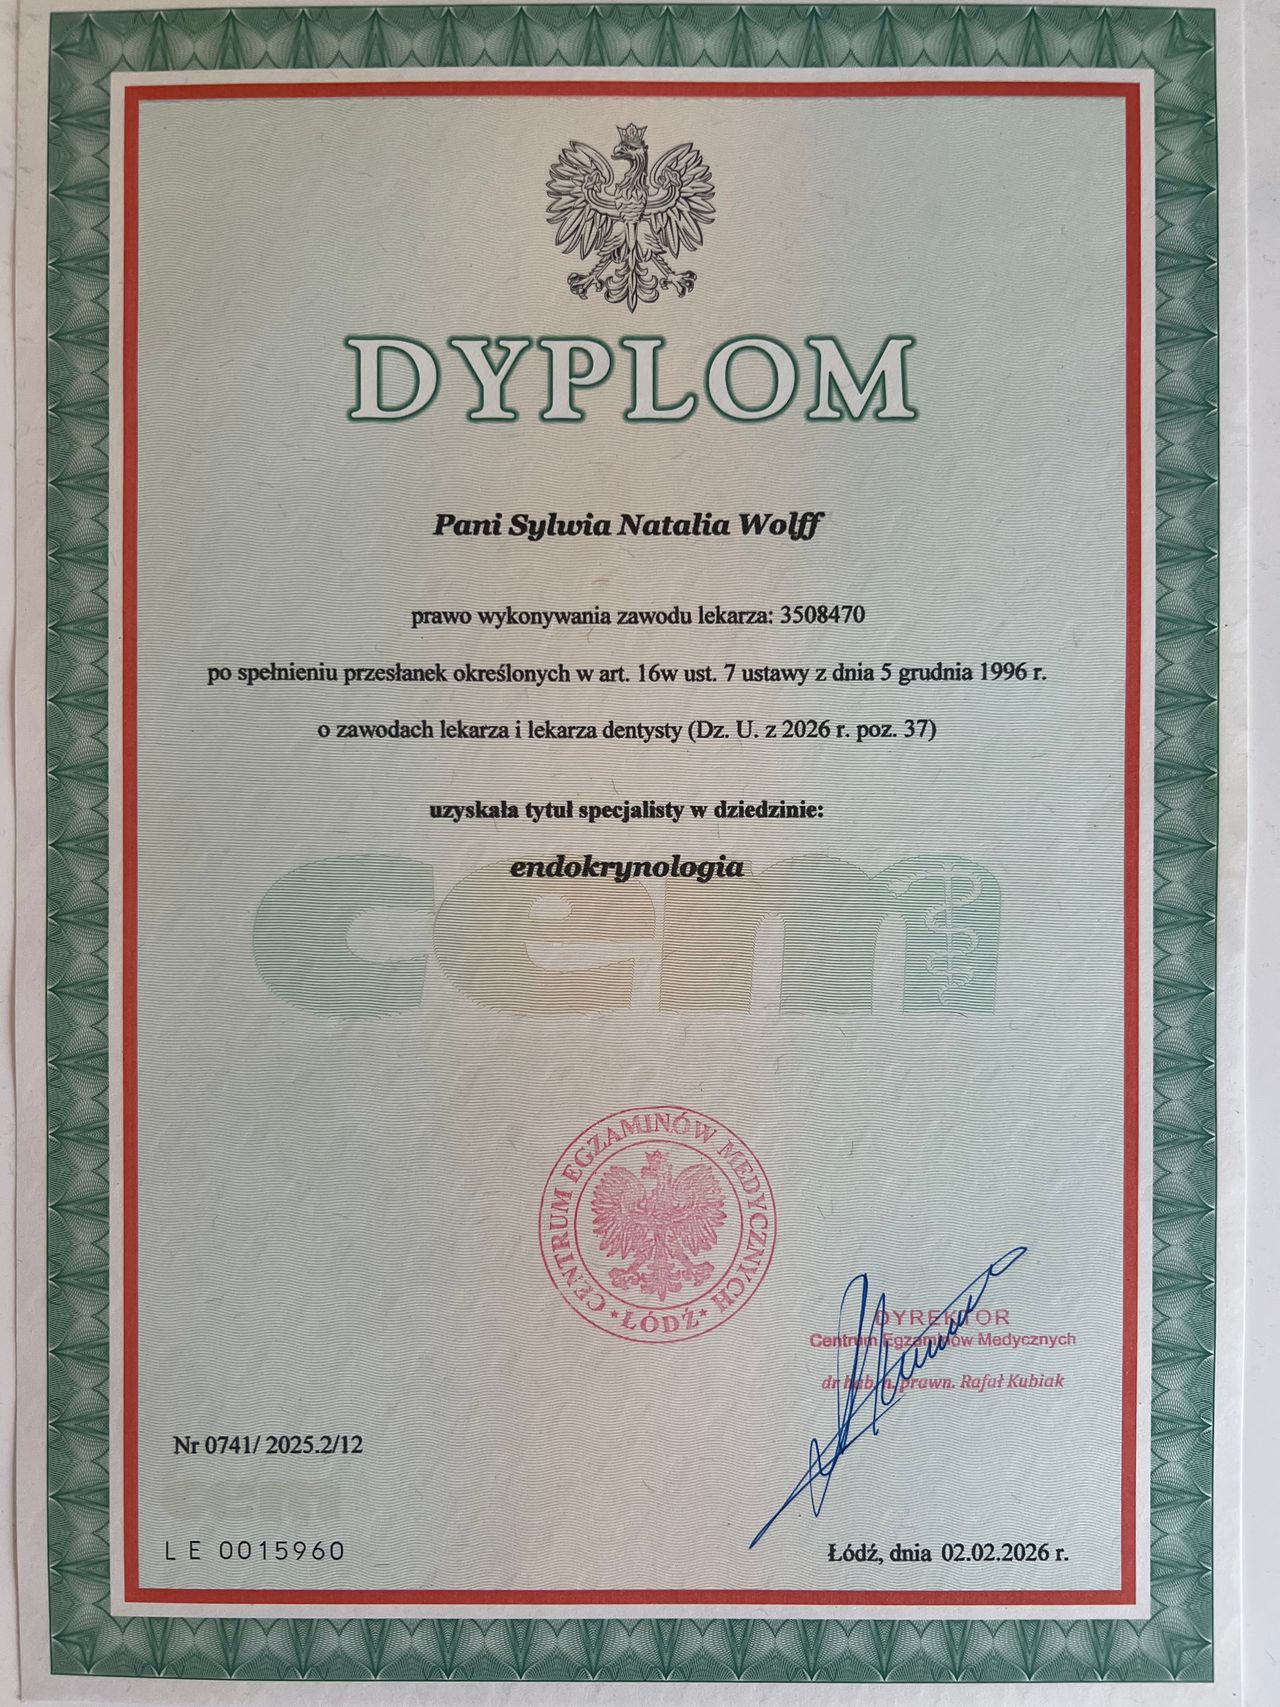 DYPLOM
Pani Sylwia Natalia Wolff
prawo wykonywania zawodu lekarza: 3508470
po spełnieniu przesłanek określonych w art. 16w ust. 7 ustawy z dnia 5 grudnia 1996 r.
o zawodach lekarza i lekarza dentysty (Dz. U. z 2026 r. poz. 37)
uzyskała tytuł specjalisty w dziedzinie:
endokrynologia
cem
CENTRUM EGZAMINÓW MEDYCZNYCH
* ŁÓDŹ *
DYREKTOR
Centrum Egzaminów Medycznych
dr hab. n. prawn. Rafał Kubiak
Nr 0741/ 2025.2/12
cem
LE 0015960
Łódź, dnia 02.02.2026 r.